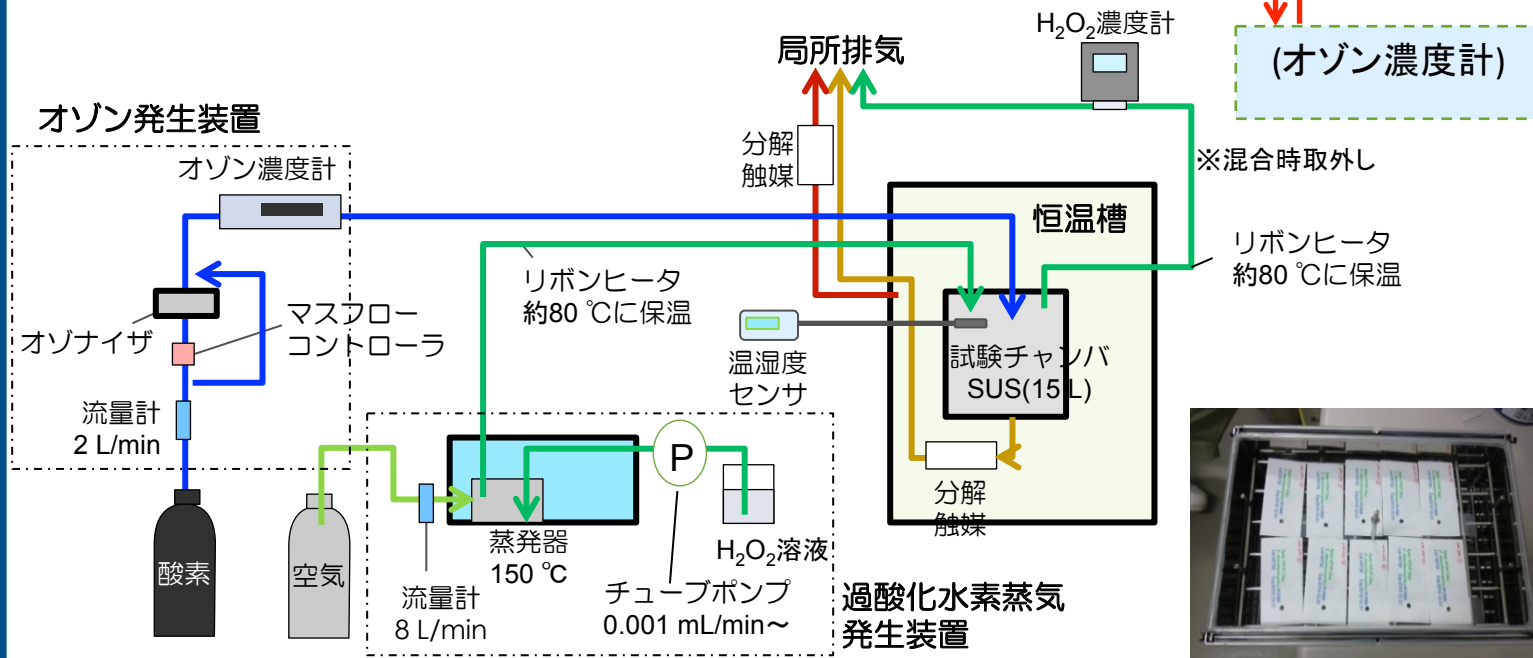 H₂O₂濃度計
局所排気
(オゾン濃度計)
オゾン発生装置
分解
触媒
※混合時取外し
オゾン濃度計
恒温槽
リボンヒータ
約80 ℃に保温
リボンヒータ
約80 ℃に保温
マスフロー
コントローラ
オゾナイザ
温湿度
センサ
試験チャンバ
SUS(15 L)
流量計
2 L/min
P
分解
触媒
酸素
空気
蒸発器
150 ℃
H₂O₂溶液
流量計
8 L/min
チューブポンプ
0.001 mL/min～
過酸化水素蒸気
発生装置